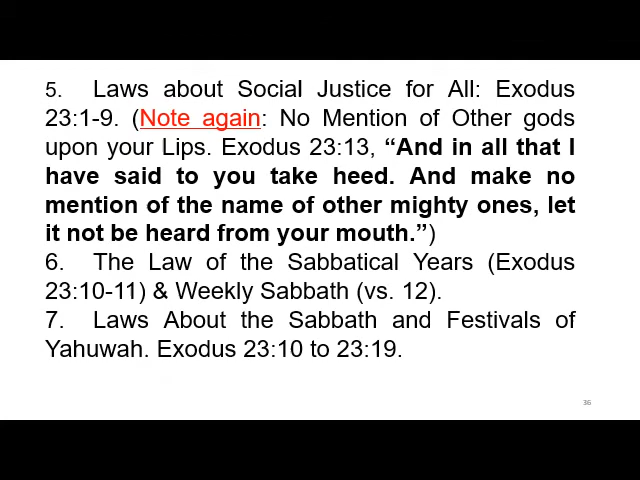 5. Laws about Social Justice for All: Exodus
23:1-9. (Note again: No Mention of Other gods
upon your Lips. Exodus 23:13, “And in all that I
have said to you take heed. And make no
mention of the name of other mighty ones, let
it not be heard from your mouth.”)
6. The Law of the Sabbatical Years (Exodus
23:10-11) & Weekly Sabbath (vs. 12).
7. Laws About the Sabbath and Festivals of
Yahuwah. Exodus 23:10 to 23:19.
36